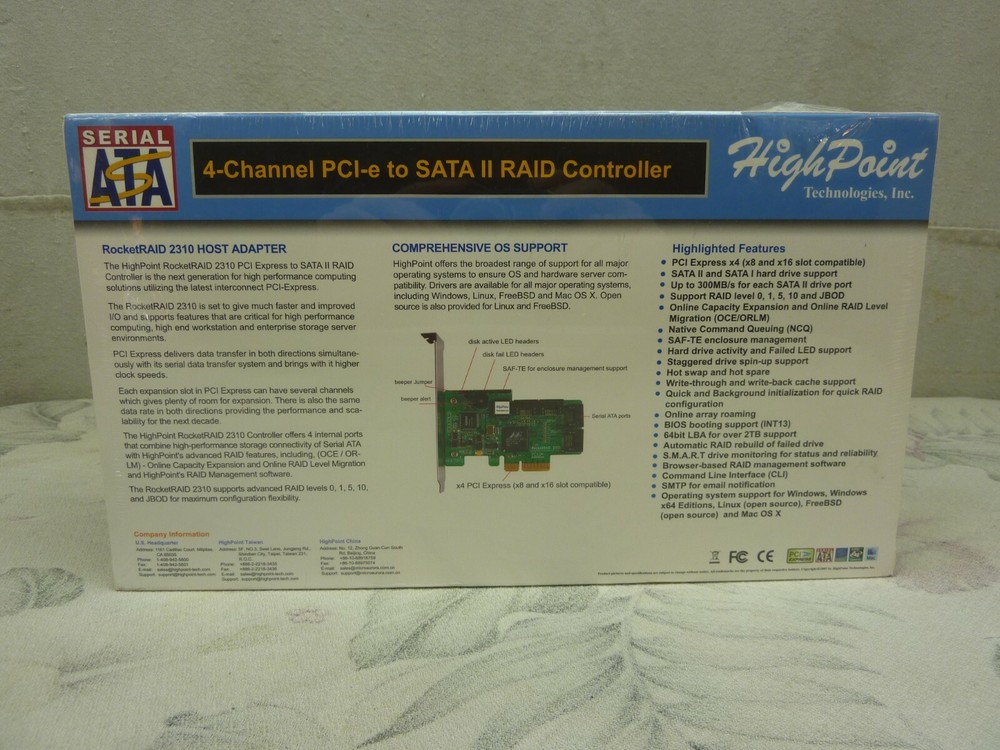 SERIAL
ATA
4-Channel PCI-e to SATA II RAID Controller
HighPoint
Technologies, Inc.
RocketRAID 2310 HOST ADAPTER
The HighPoint RocketRAID 2310 PCI Express to SATA II RAID
Controller is the next generation for high performance computing
solutions utilizing the latest interconnect PCI-Express.
The RocketRAID 2310 is set to give much faster and improved
I/O and supports features that are critical for high performance
computing, high end workstation and enterprise storage server
environments.
PCI Express delivers data transfer in both directions simultane-
ously with its serial data transfer system and brings with it higher
clock speeds.
Each expansion slot in PCI Express can have several channels
which gives plenty of room for expansion. There is also the same
data rate in both directions providing the performance and sca-
lability for the next decade.
The HighPoint RocketRAID 2310 Controller offers 4 internal ports
that combine high-performance storage connectivity of Serial ATA
with HighPoint's advanced RAID features, including, (OCE / OR-
LM) - Online Capacity Expansion and Online RAID Level Migration
and HighPoint's RAID Management software.
The RocketRAID 2310 supports advanced RAID levels 0, 1, 5, 10,
and JBOD for maximum configuration flexibility.
COMPREHENSIVE OS SUPPORT
HighPoint offers the broadest range of support for all major
operating systems to ensure OS and hardware server com-
patibility. Drivers are available for all major operating systems,
including Windows, Linux, FreeBSD and Mac OS X. Open
source is also provided for Linux and FreeBSD.
disk active LED headers
disk fail LED headers
SAF-TE for enclosure management support
beeper Jumper
beeper alert
Serial ATA ports
x4 PCI Express (x8 and x16 slot compatible)
Highlighted Features
PCI Express x4 (x8 and x16 slot compatible)
SATA II and SATA I hard drive support
Up to 300MB/s for each SATA II drive port
Support RAID level 0, 1, 5, 10 and JBOD
Online Capacity Expansion and Online RAID Level
Migration (OCE/ORLM)
Native Command Queuing (NCQ)
SAF-TE enclosure management
Hard drive activity and Failed LED support
Staggered drive spin-up support
Hot swap and hot spare
Write-through and write-back cache support
Quick and Background initialization for quick RAID
configuration
Online array roaming
BIOS booting support (INT13)
64bit LBA for over 2TB support
Automatic RAID rebuild of failed drive
S.M.A.R.T drive monitoring for status and reliability
Browser-based RAID management software
Command Line Interface (CLI)
SMTP for email notification
Operating system support for Windows, Windows
x64 Editions, Linux (open source), FreeBSD
(open source) and Mac OS X
Company Information
U.S. Headquarter
HighPoint Taiwan
HighPoint China
FC CE